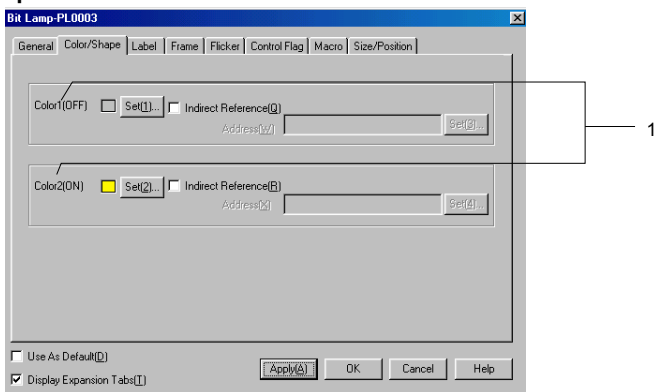 Bit Lamp-PL0003
General Color/Shape Label Frame Flicker Control Flag Macro Size/Position
Color1(OFF) Set(1)... Indirect Reference(Q)
Address(W) Set(3)...
1
Color2(ON) Set(2)... Indirect Reference(R)
Address(X) Set(4)...
Use As Default(D)
Display Expansion Tabs(T)
Apply(A) OK Cancel Help